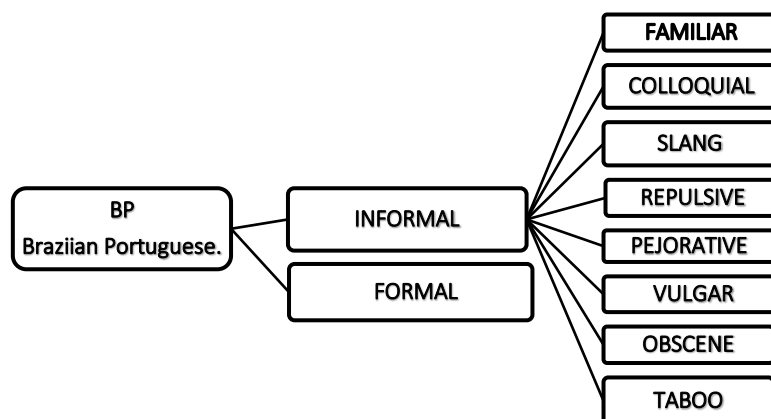 BP
Braziian Portuguese.
INFORMAL
FORMAL
FAMILIAR
COLLOQUIAL
SLANG
REPULSIVE
PEJORATIVE
VULGAR
OBSCENE
TABOO